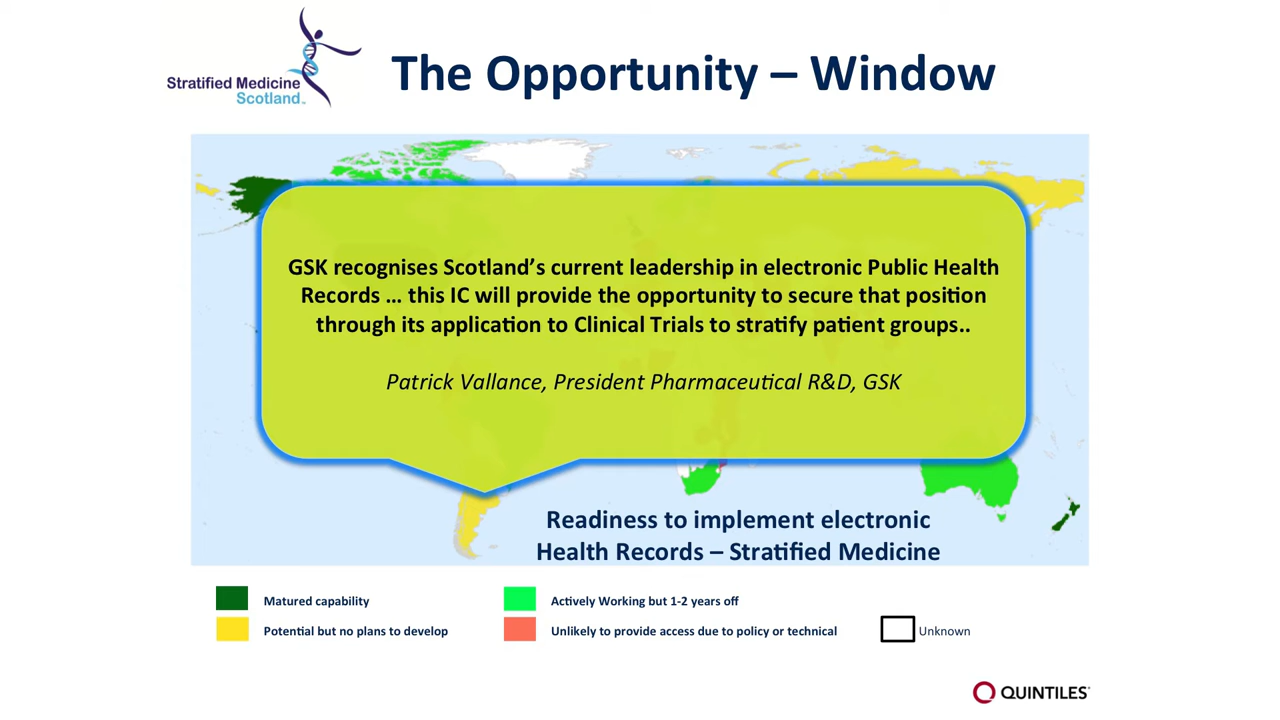 Stratified Medicine
Scotland™
The Opportunity – Window
GSK recognises Scotland’s current leadership in electronic Public Health
Records … this IC will provide the opportunity to secure that position
through its application to Clinical Trials to stratify patient groups..
Patrick Vallance, President Pharmaceutical R&D, GSK
Readiness to implement electronic
Health Records – Stratified Medicine
Matured capability
Actively Working but 1-2 years off
Potential but no plans to develop
Unlikely to provide access due to policy or technical
Unknown
QUINTILES